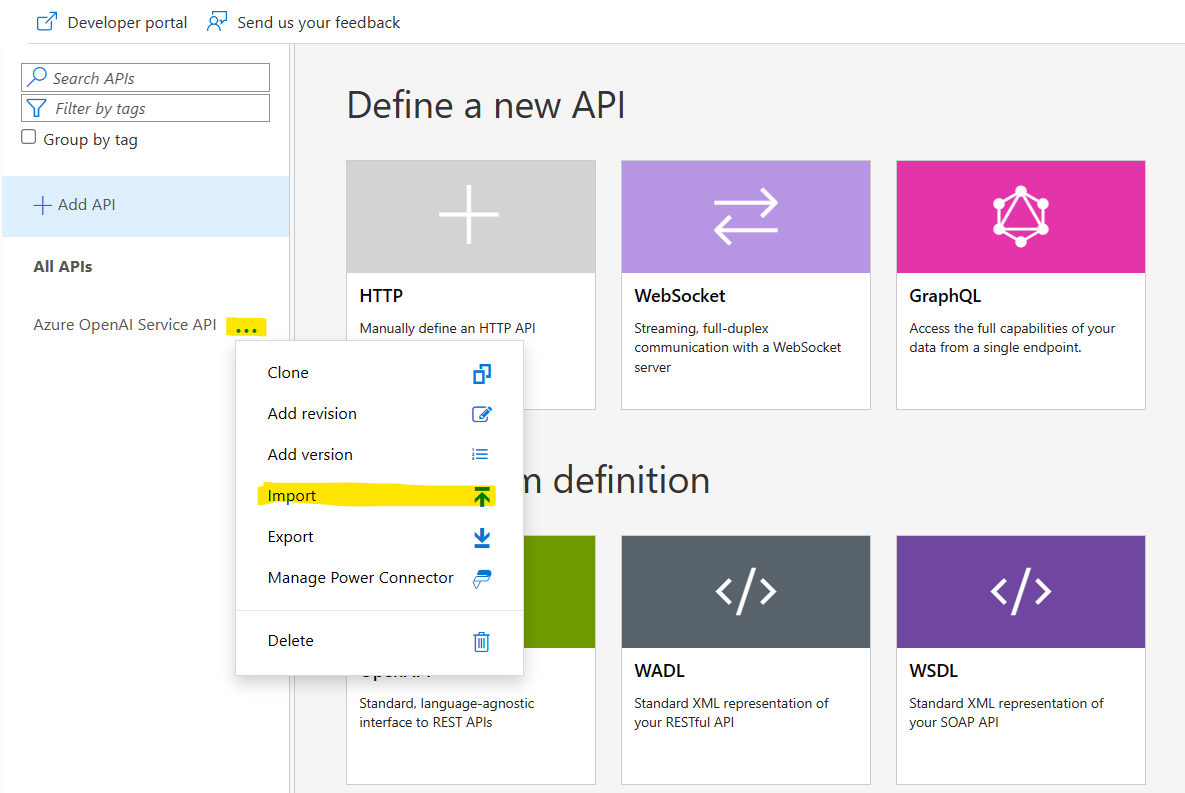 Developer portal
Send us your feedback
Search APIs
Filter by tags
Group by tag
Add API
All APIs
Azure OpenAI Service API
...
Clone
Add revision
Add version
Import
Export
Manage Power Connector
Delete
Define a new API
HTTP
Manually define an HTTP API
WebSocket
Streaming, full-duplex
communication with a WebSocket
server
GraphQL
Access the full capabilities of your
data from a single endpoint.
definition
Standard, language-agnostic
interface to REST APIs
WADL
Standard XML representation of
your RESTful API
WSDL
Standard XML representation of
your SOAP API